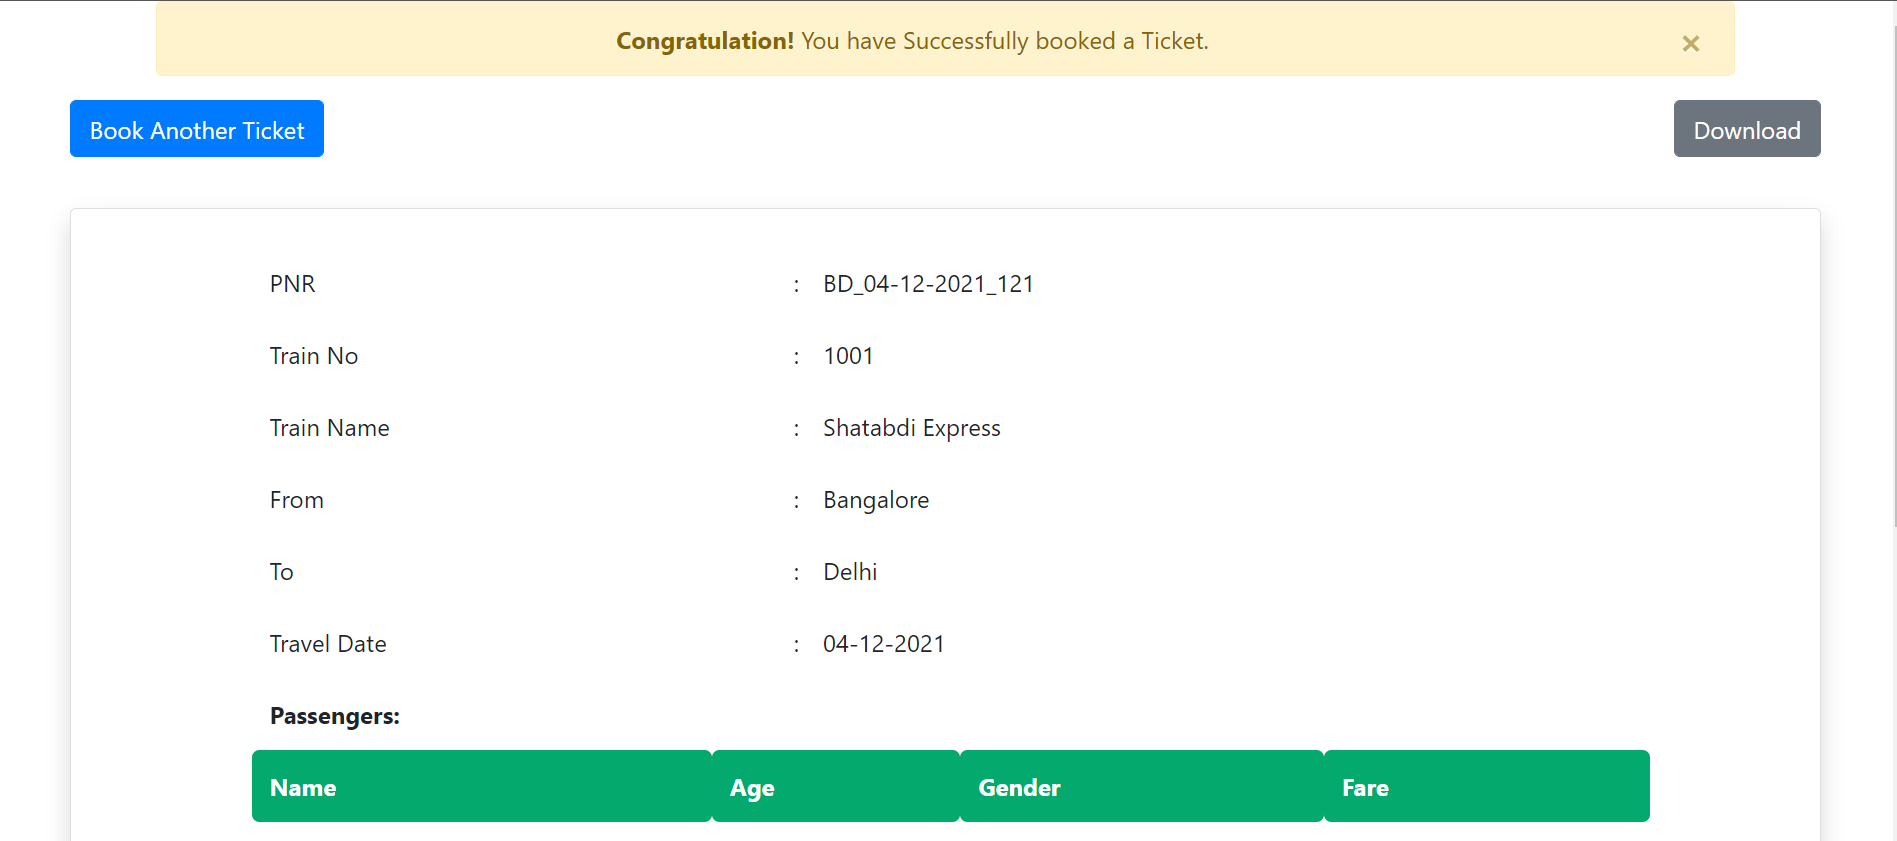 Congratulation! You have Successfully booked a Ticket. ×
Book Another Ticket Download
PNR : BD_04-12-2021_121
Train No : 1001
Train Name : Shatabdi Express
From : Bangalore
To : Delhi
Travel Date : 04-12-2021
Passengers:
Name Age Gender Fare